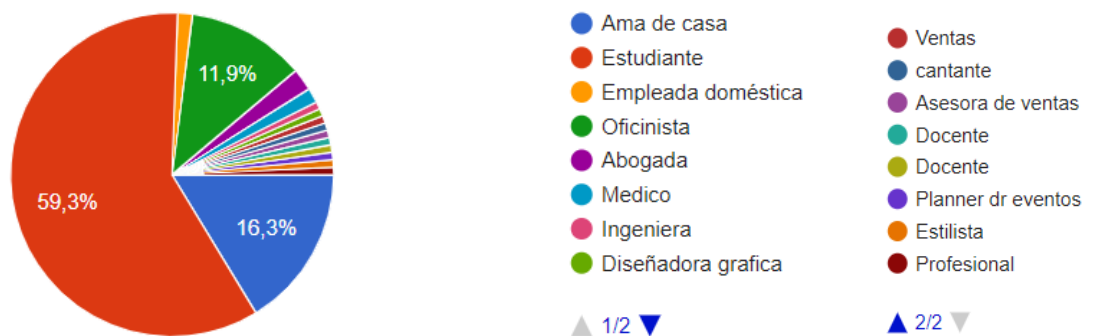 11,9%
59,3%
16,3%
Ama de casa
Estudiante
Empleada doméstica
Oficinista
Abogada
Medico
Ingeniera
Diseñadora grafica
1/2
Ventas
cantante
Asesora de ventas
Docente
Docente
Planner dr eventos
Estilista
Profesional
2/2